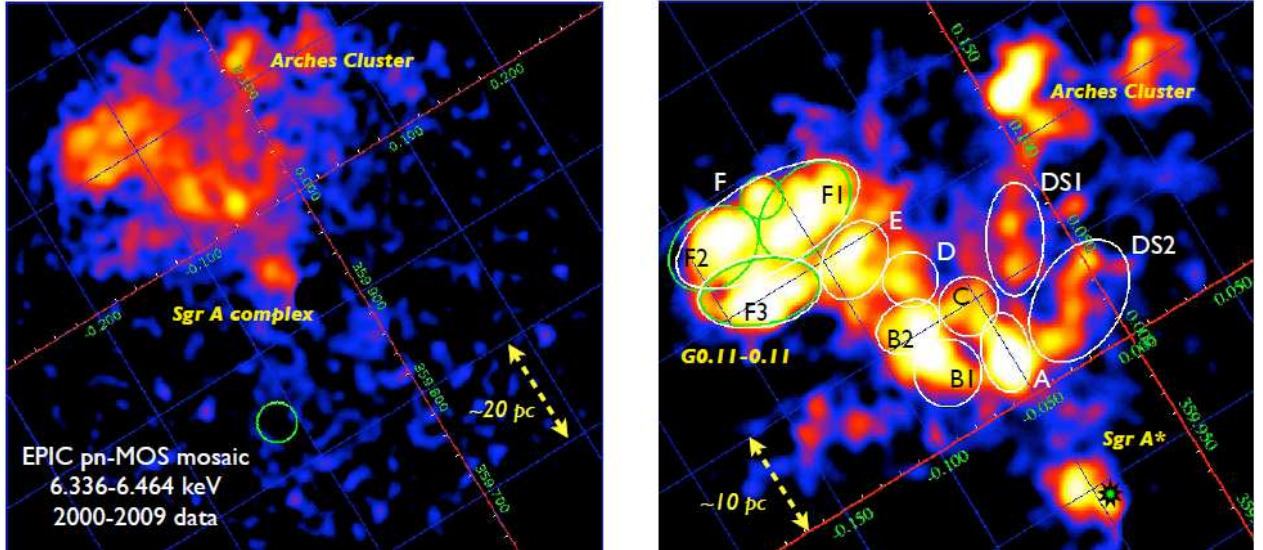 Arches Cluster
0.200
0.100
0.000
-0.100
-0.200
359.900
359.800
359.700
Sgr A complex
~20 pc
EPIC pn-MOS mosaic
6.336-6.464 keV
2000-2009 data
0.150
Arches Cluster
0.100
DS1
F
F1
E
DS2
F2
D
F3
C
0.050
B2
0.000
G0.11-0.11
B1
A
-0.050
359.950
Sgr A*
-0.100
~10 pc
-0.150